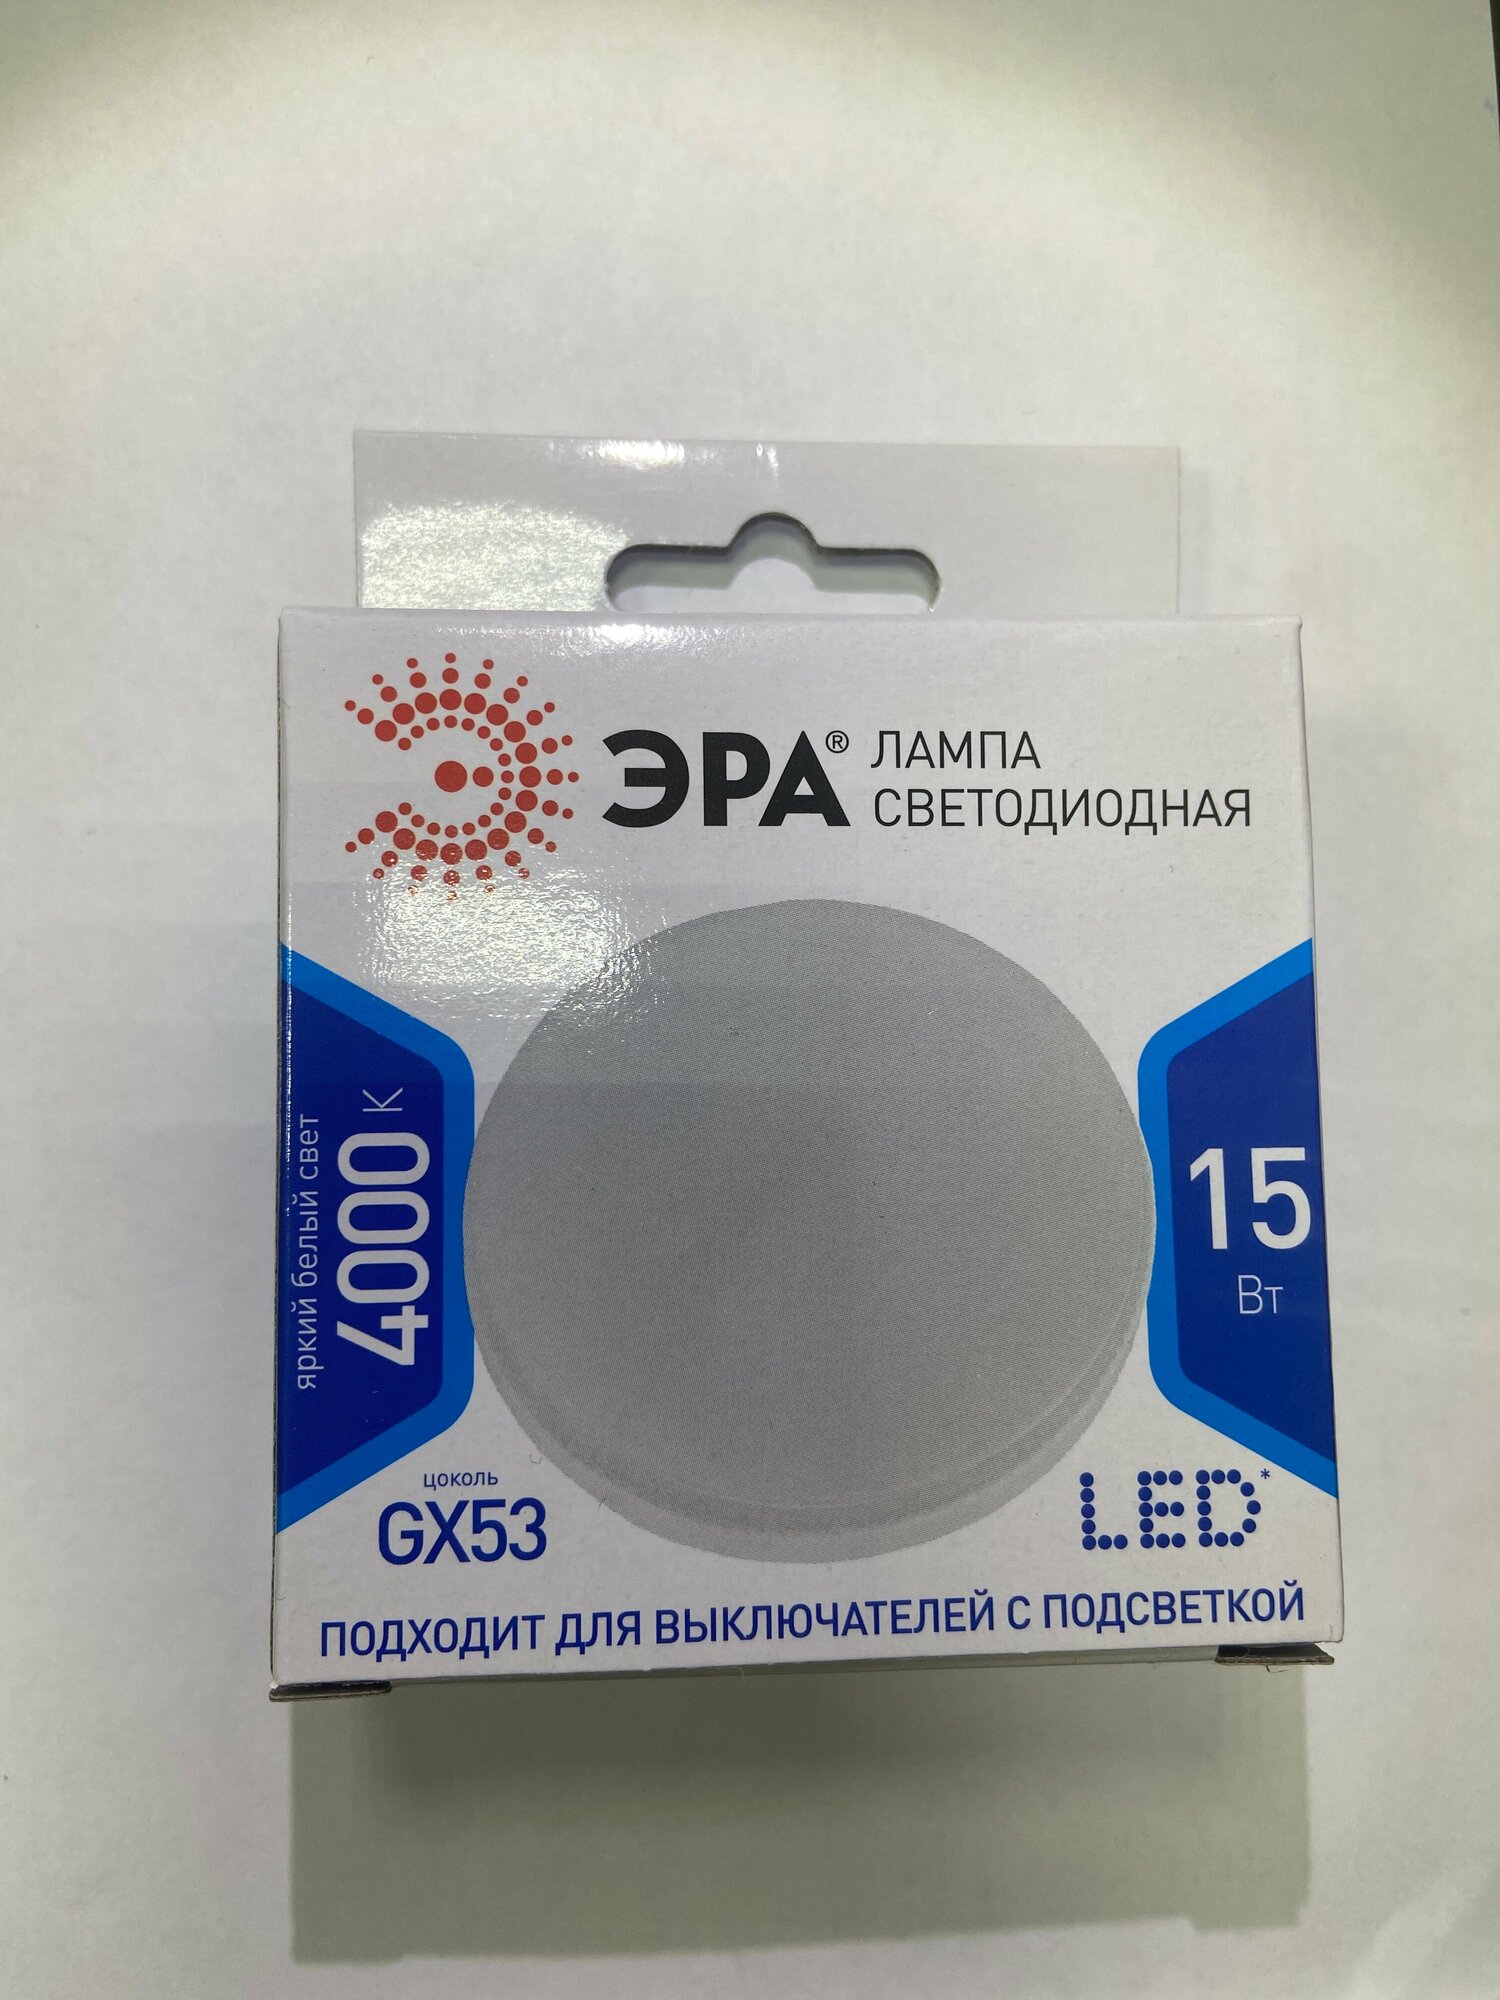 ЭРА® ЛАМПА
СВЕТОДИОДНАЯ
яркий белый свет
4000 К
15
Вт
цоколь
GX53
LED*
ПОДХОДИТ ДЛЯ ВЫКЛЮЧАТЕЛЕЙ С ПОДСВЕТКОЙ